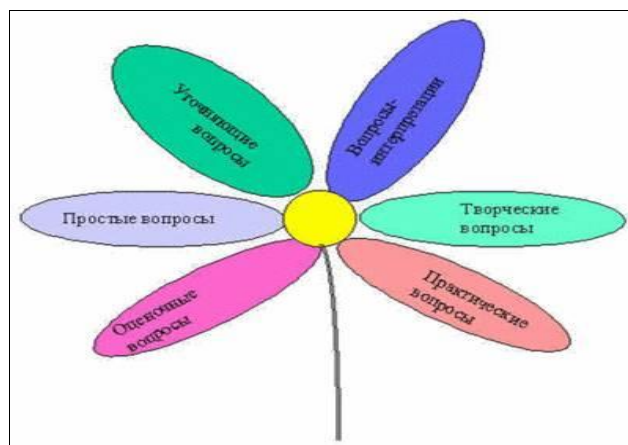 Уточняющие
вопросы
Вопросы-
интерпретации
Простые вопросы
Творческие
вопросы
Оценочные
вопросы
Практические
вопросы